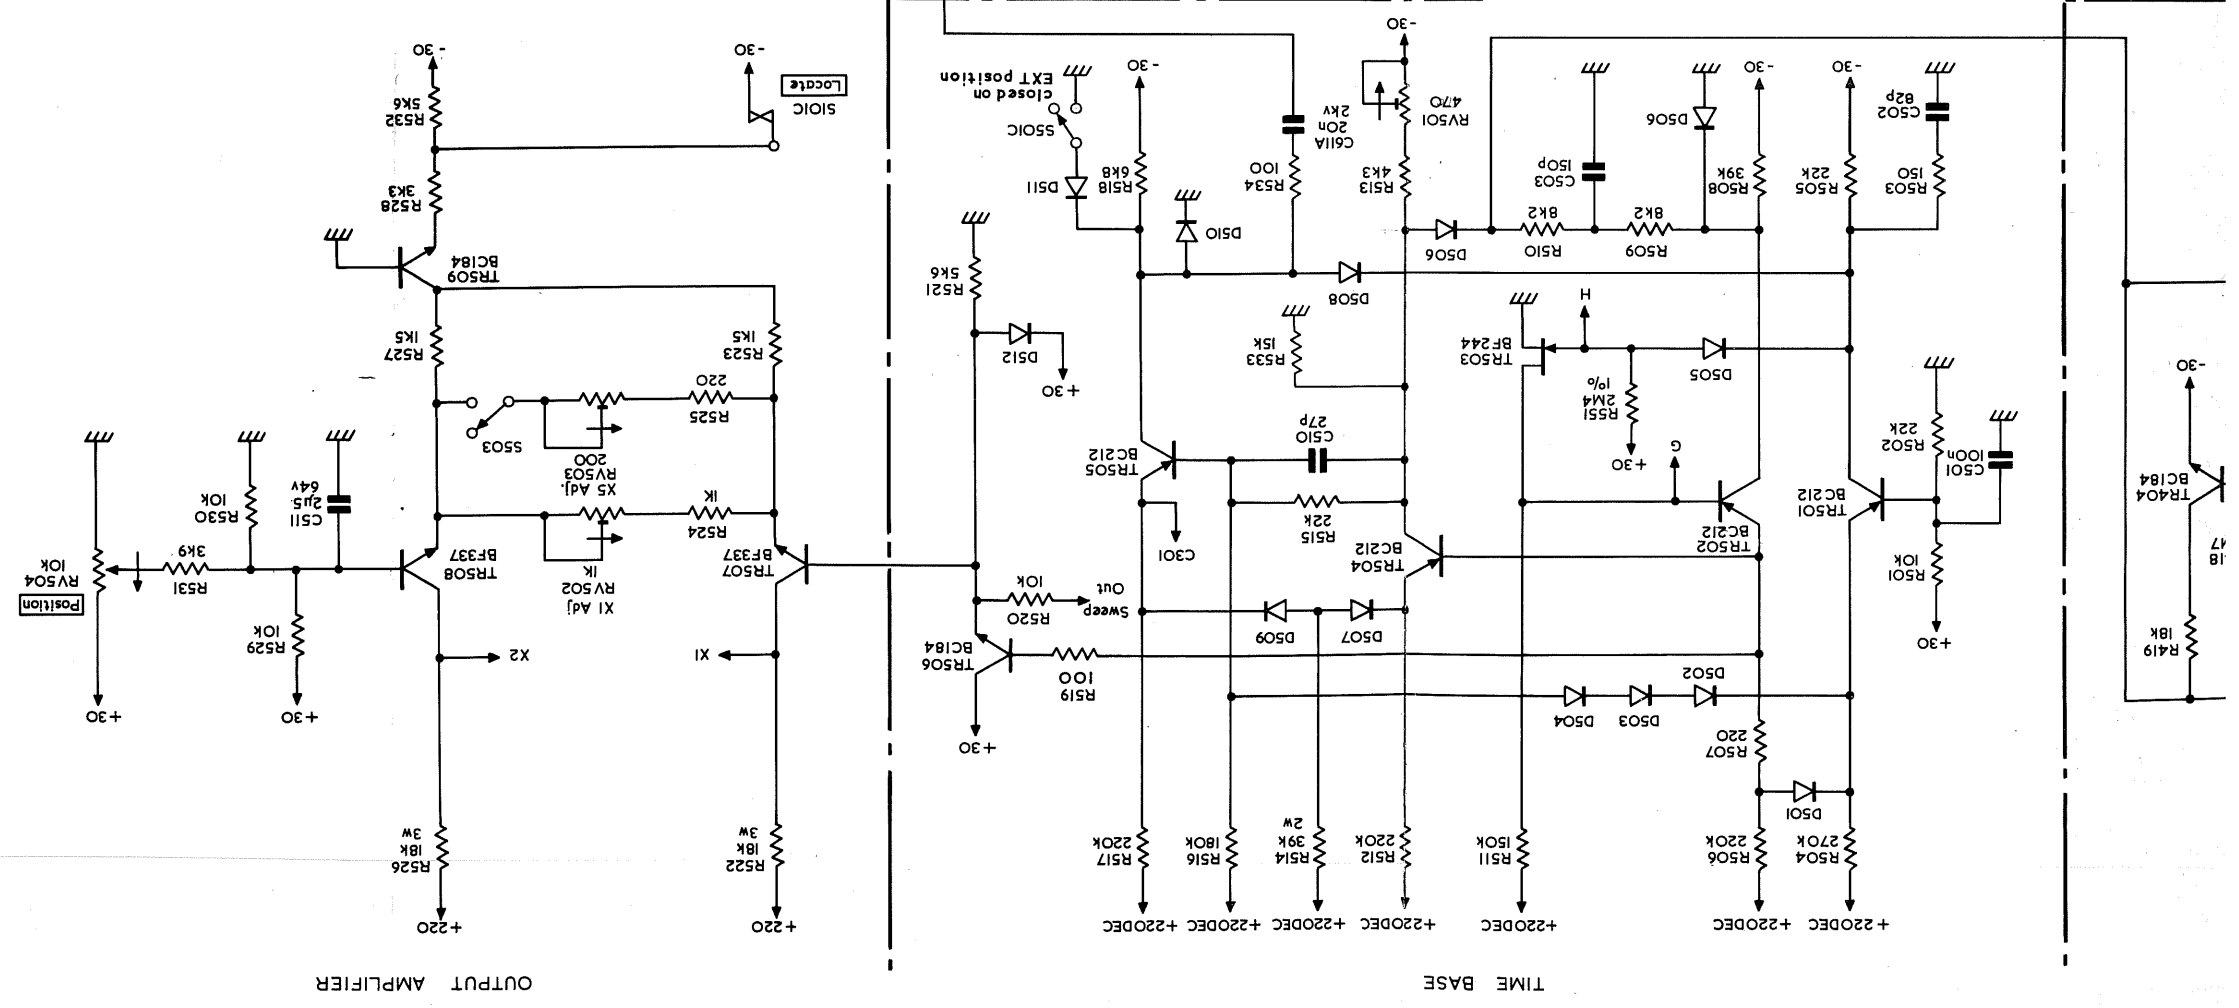 TIME BASE
OUTPUT AMPLIFIER
+220DEC
+220DEC
+220DEC
+220DEC
+220DEC
+220DEC
+220DEC
+220
+220
R504
270k
R506
220k
R511
150k
R512
220k
R514
39k
2w
R516
180k
R517
220k
R522
18k
3w
R526
18k
3w
D501
R507
220
+30
+30
+30
+30
D502
D503
D504
R519
100
TR506
BC184
X1
X2
R419
18k
+30
D507
D509
Sweep
Out
R520
10k
R529
10k
Position
RV504
10k
R501
10k
TR502
BC212
TR504
BC212
TR507
BF337
X1 Adj
RV502
1K
TR508
BF337
R531
3k9
18
M7
TR404
BC184
C501
100n
R502
22k
TR501
BC212
G
+30
R515
22k
C301
R524
1K
C511
2µ5
64v
R530
10k
C510
27p
TR505
BC212
X5 Adj.
RV503
200
S503
R551
2M4
1%
-30
D505
TR503
BF244
H
R533
15k
+30
D512
R525
220
R523
1K5
R527
1K5
D508
R521
5k6
TR509
BC184
R509
8k2
R510
8k2
D506
D510
C502
82p
R503
150
R505
22k
R508
39k
D506
C503
150p
R513
4k3
RV501
470
R534
100
C611A
20n
2kv
R518
6k8
D511
S501C
closed on
EXT position
R528
3k3
S101C
Locate
R532
5k6
-30
-30
-30
-30
-30
-30